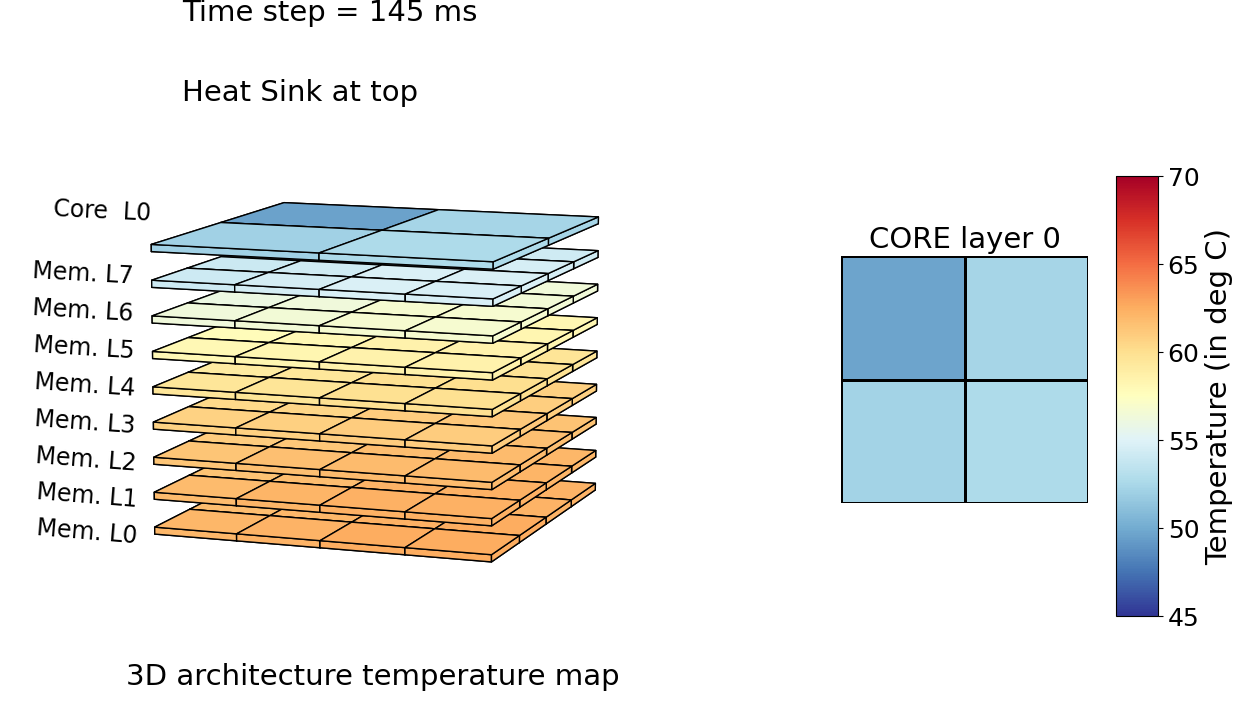 Time step = 145 ms
Heat Sink at top
Core L0
Mem. L7
Mem. L6
Mem. L5
Mem. L4
Mem. L3
Mem. L2
Mem. L1
Mem. L0
3D architecture temperature map
CORE layer 0
70
65
60
55
50
45
Temperature (in deg C)